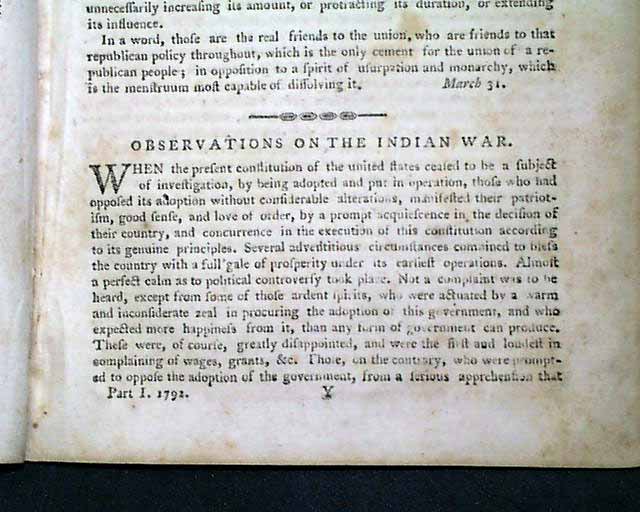 unnecessarily increasing its amount, or protracting its duration, or extending
its influence.
In a word, those are the real friends to the union, who are friends to that
republican policy throughout, which is the only cement for the union of a re-
publican people; in opposition to a spirit of usurpation and monarchy, which
is the menstruum most capable of dissolving it. March 31.
OBSERVATIONS ON THE INDIAN WAR.
WHEN the present constitution of the united states ceased to be a subject
of investigation, by being adopted and put in operation, those who had
opposed its adoption without considerable alterations, manifested their patriot-
ism, good sense, and love of order, by a prompt acquiescence in the decision of
their country, and concurrence in the execution of this constitution according
to its genuine principles. Several adventitious circumstances combined to bless
the country with a full gale of prosperity under its earliest operations. Almost
a perfect calm as to political controversy took place. Not a complaint was to be
heard, except from some of those ardent spirits, who were actuated by a warm
and inconsiderate zeal in procuring the adoption of this government, and who
expected more happiness from it, than any form of government can produce.
These were, of course, greatly disappointed, and were the first and loudest in
complaining of wages, grants, &c. Those, on the contrary, who were prompt-
ed to oppose the adoption of the government, from a serious apprehension that
Part I. 1792. Y